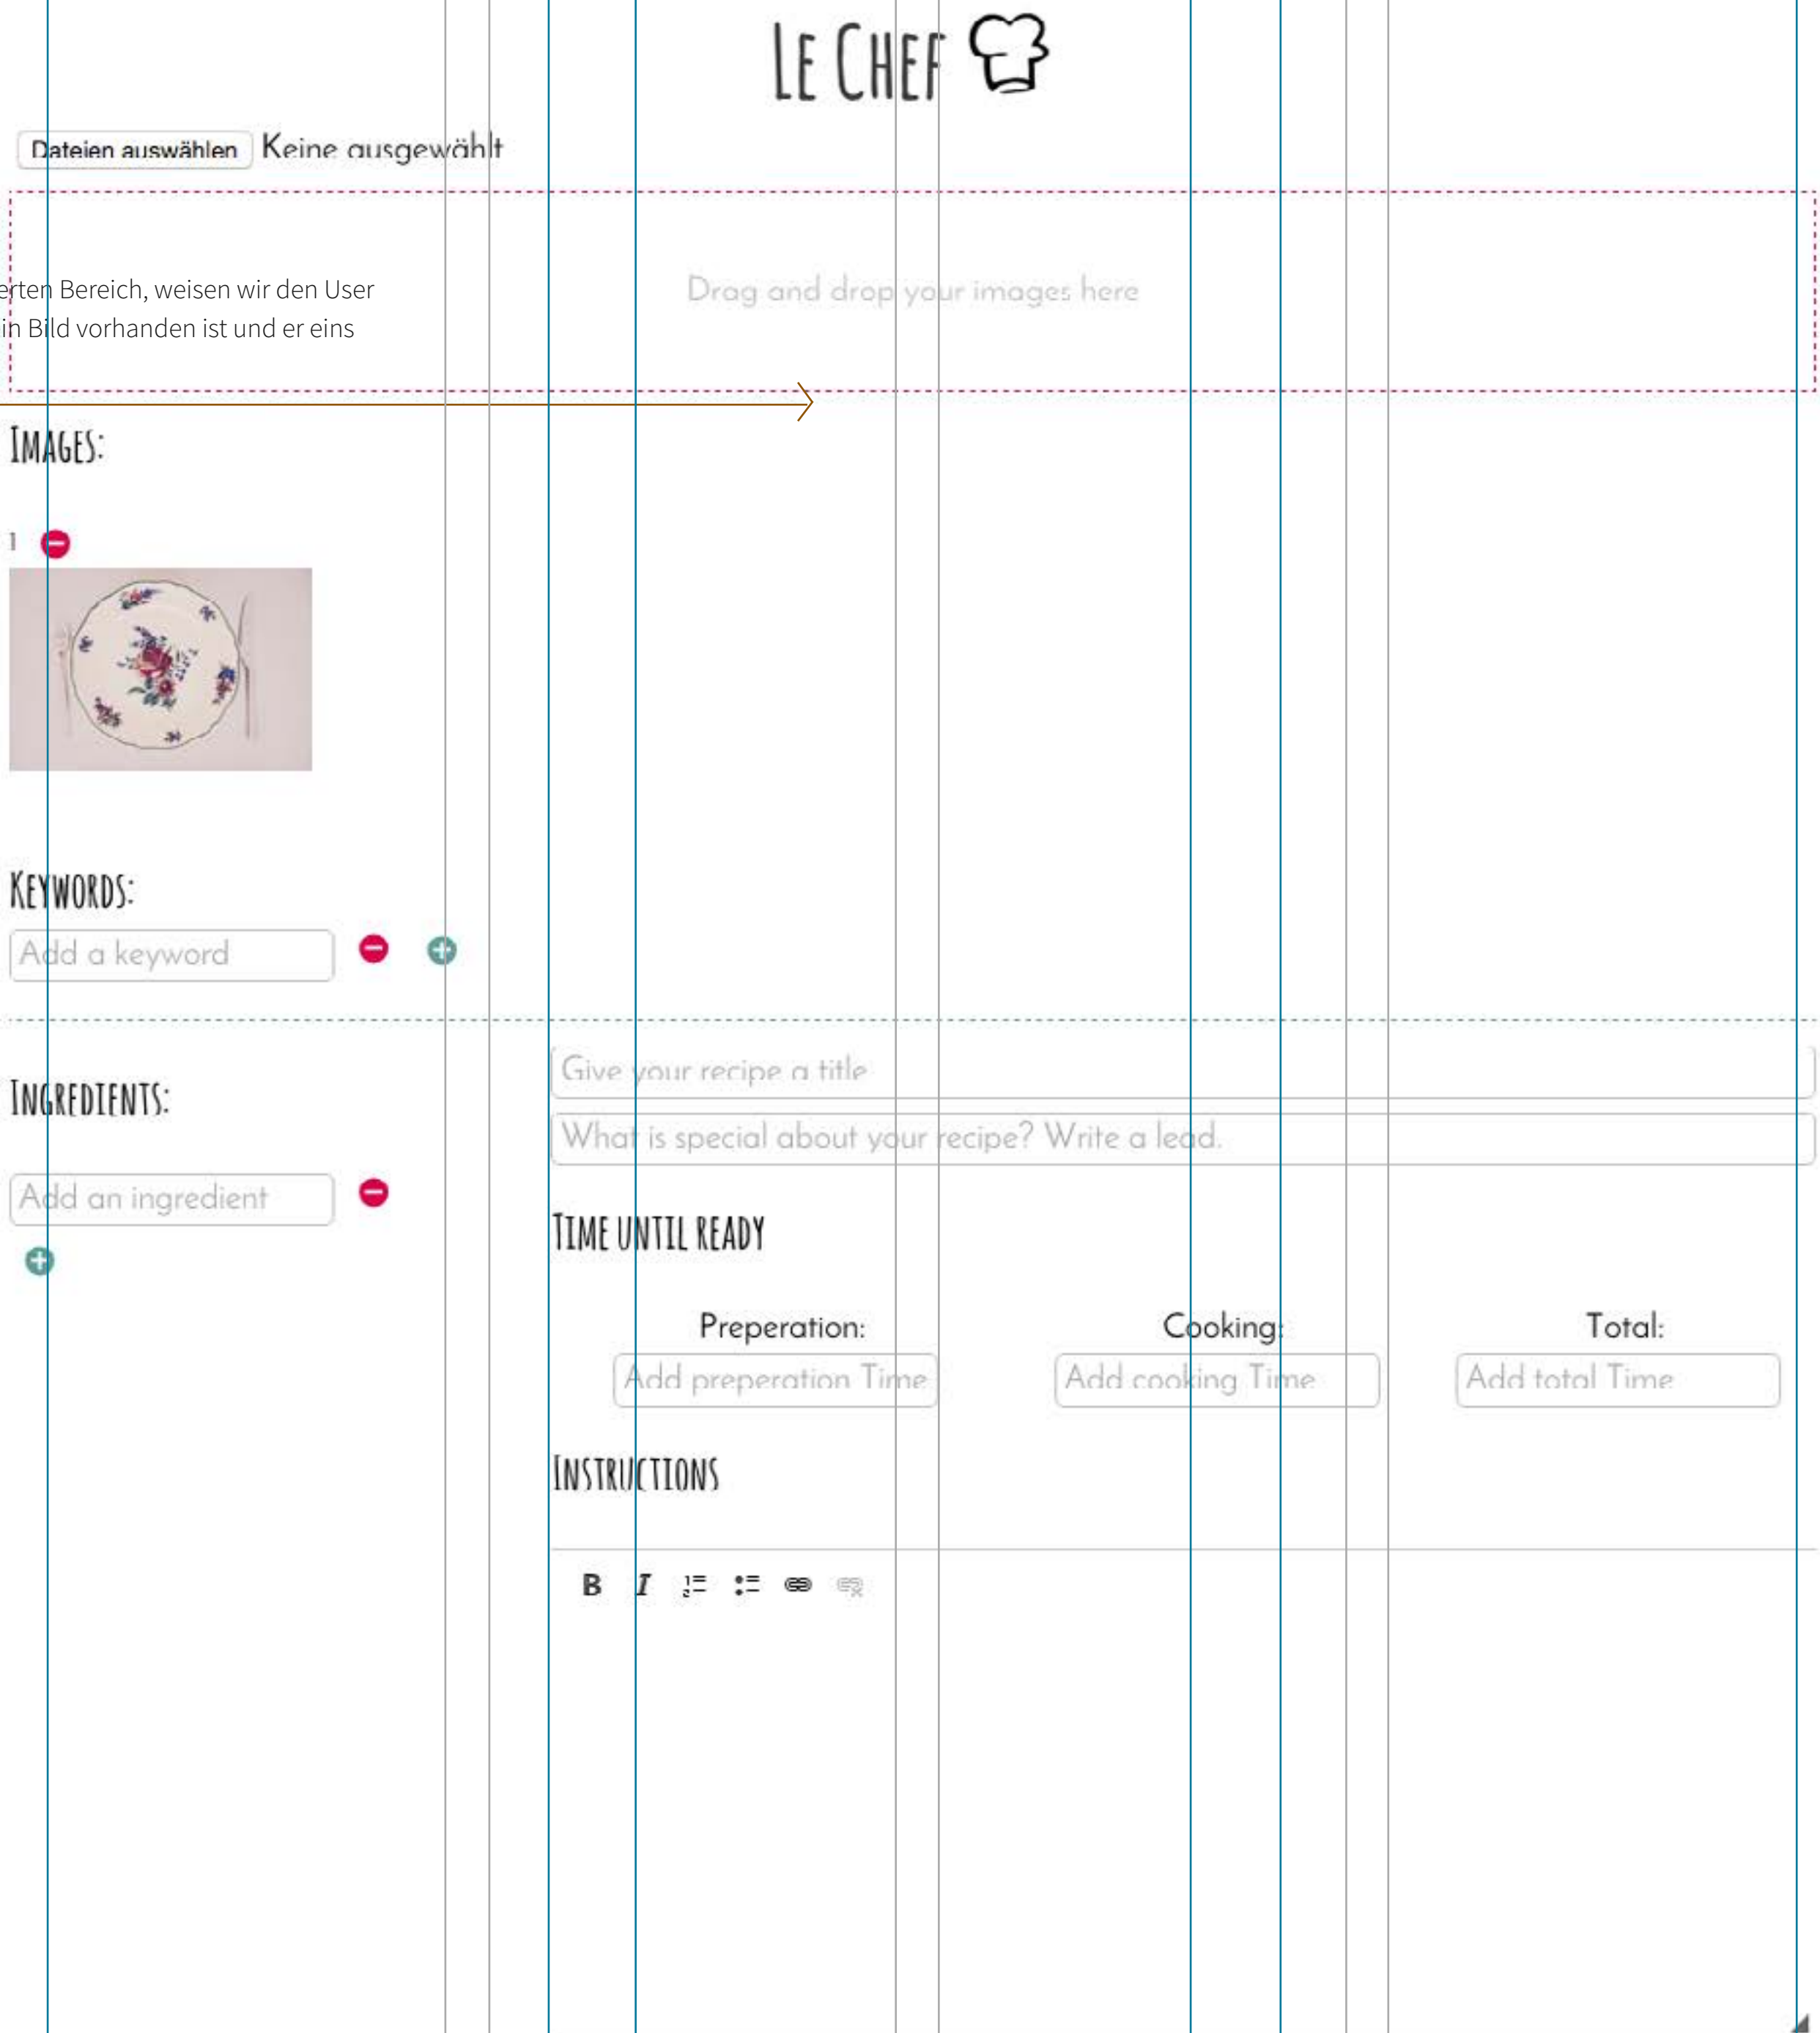 LE CHEF
Dateien auswählen Keine ausgewählt
erten Bereich, weisen wir den User
in Bild vorhanden ist und er eins
Drag and drop your images here
IMAGES:
1
KEYWORDS:
Add a keyword
INGREDIENTS:
Add an ingredient
Give your recipe a title
What is special about your recipe? Write a lead.
TIME UNTIL READY
Preperation: Cooking: Total:
Add preperation Time Add cooking Time Add total Time
INSTRUCTIONS
B I